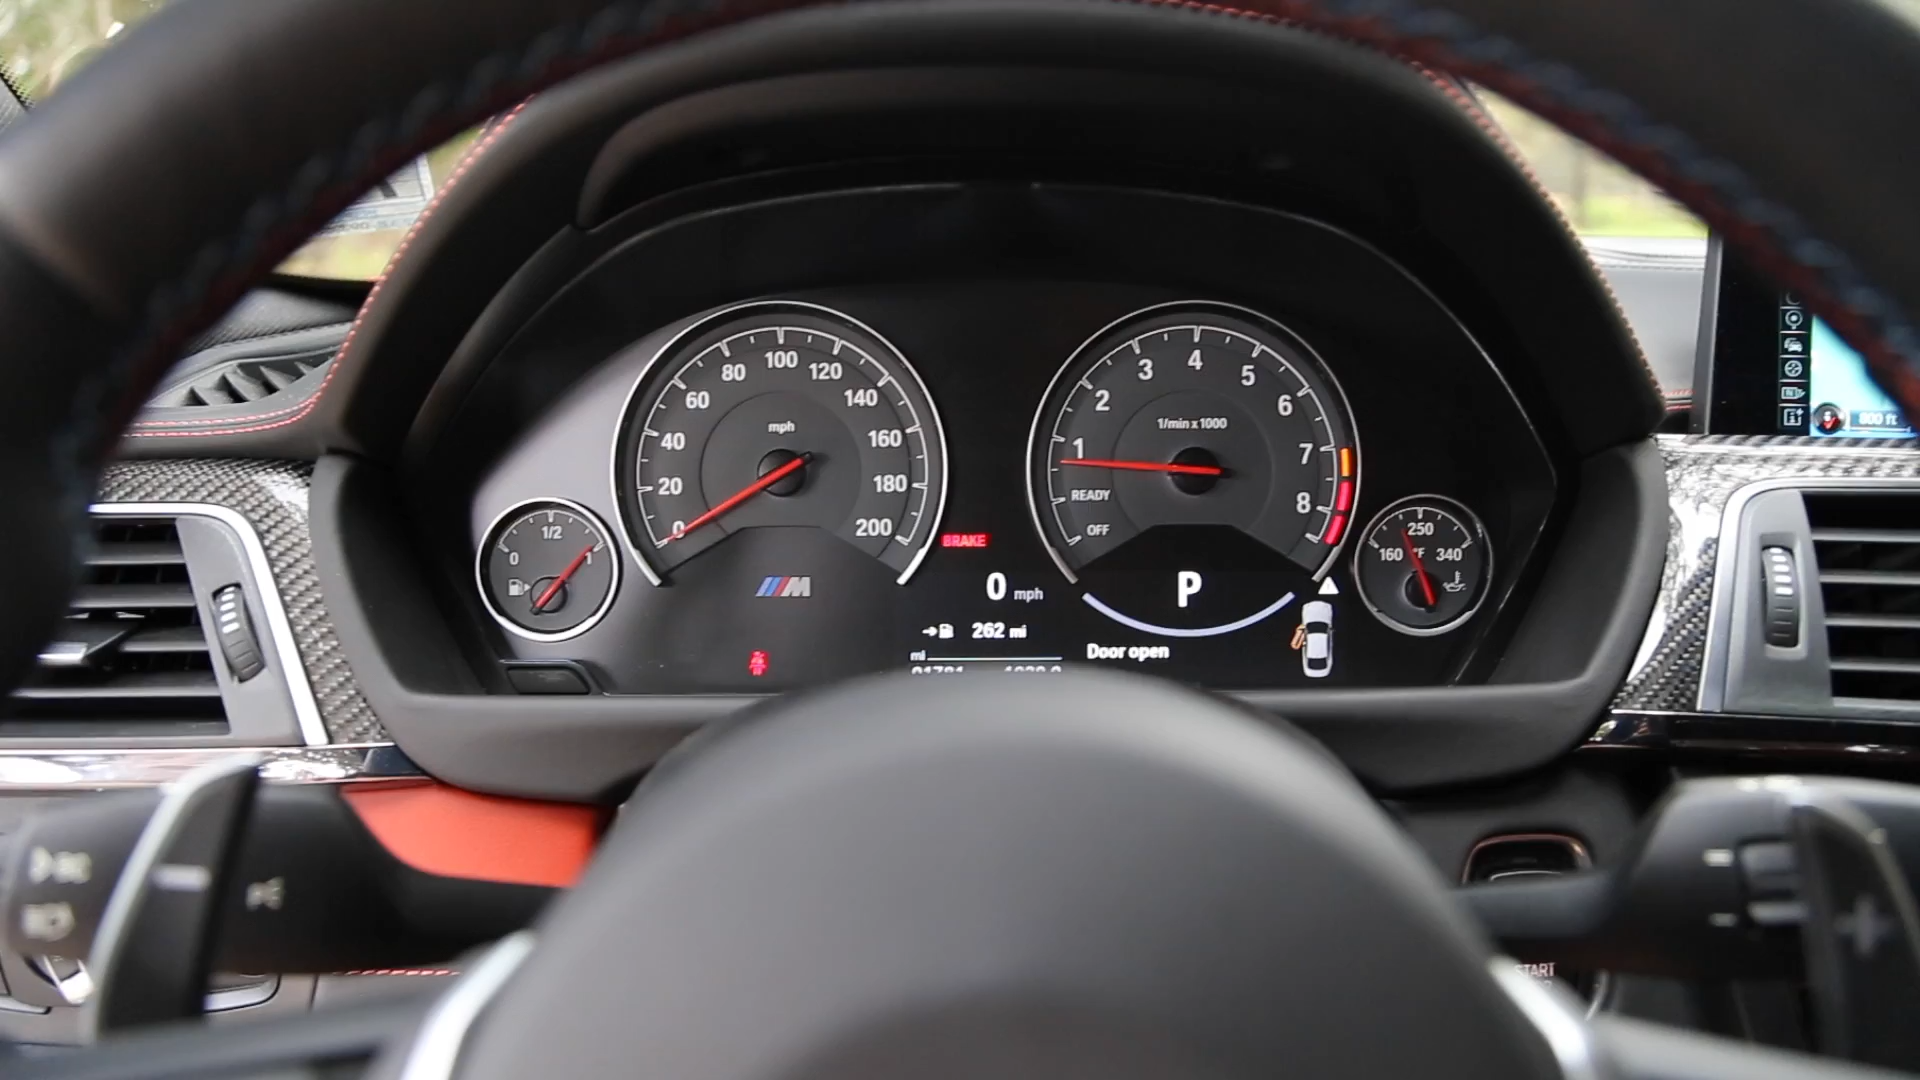 100
80
120
60
140
mph
40
160
20
180
0
200
M
0
1/2
1
BRAKE
0 mph
262 mi
mi
4
3
5
2
6
1/min x 1000
1
7
READY
8
OFF
P
Door open
250
160 °F 340
800 ft
START